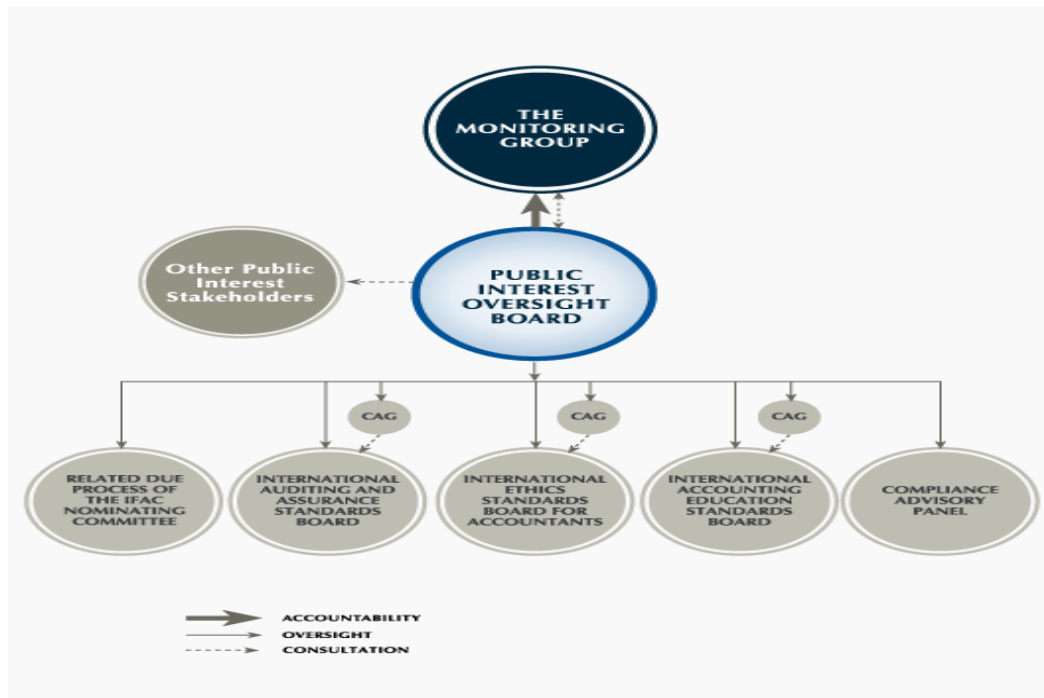 THE
MONITORING
GROUP
Other Public
Interest
Stakeholders
PUBLIC
INTEREST
OVERSIGHT
BOARD
CAG
CAG
CAG
RELATED DUE
PROCESS OF
THE IFAC
NOMINATING
COMMITTEE
INTERNATIONAL
AUDITING AND
ASSURANCE
STANDARDS
BOARD
INTERNATIONAL
ETHICS
STANDARDS
BOARD FOR
ACCOUNTANTS
INTERNATIONAL
ACCOUNTING
EDUCATION
STANDARDS
BOARD
COMPLIANCE
ADVISORY
PANEL
ACCOUNTABILITY
OVERSIGHT
CONSULTATION